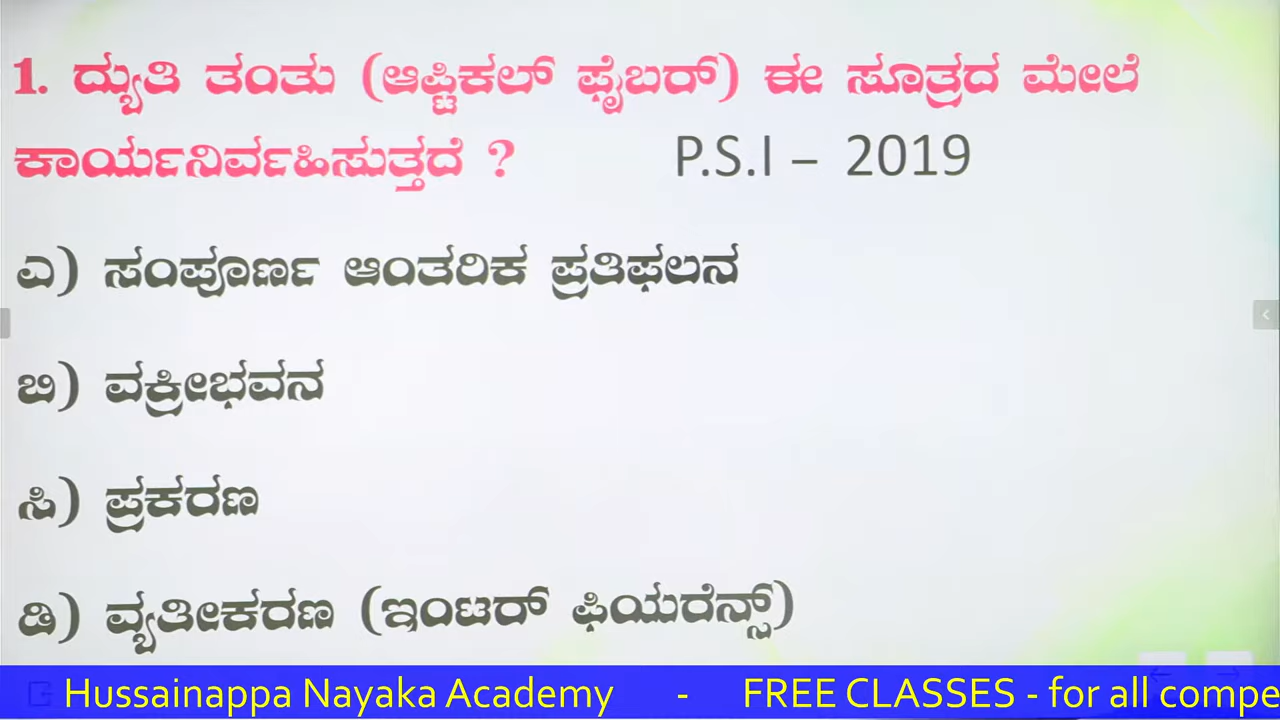 1. ದ್ಯುತಿ ತಂತು (ಆಪ್ಟಿಕಲ್ ಫೈಬರ್) ಈ ಸೂತ್ರದ ಮೇಲೆ
ಕಾರ್ಯನಿರ್ವಹಿಸುತ್ತದೆ ? P.S.I – 2019
ಎ) ಸಂಪೂರ್ಣ ಆಂತರಿಕ ಪ್ರತಿಫಲನ
ಬಿ) ವಕ್ರೀಭವನ
ಸಿ) ಪ್ರಕರಣ
ಡಿ) ವ್ಯತೀಕರಣ (ಇಂಟರ್ ಫಿಯರೆನ್ಸ್)
Hussainappa Nayaka Academy - FREE CLASSES - for all compe